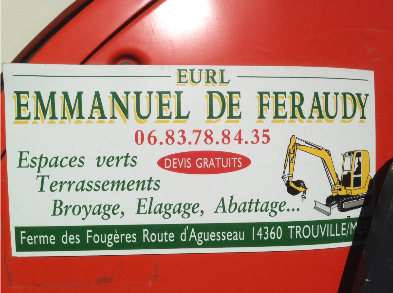 EURL
EMMANUEL DE FERAUDY
06.83.78.84.35
Espaces verts DEVIS GRATUITS
Terrassements
Broyage, Elagage, Abattage...
Ferme des Fougères Route d'Aguesseau 14360 TROUVILLE/M